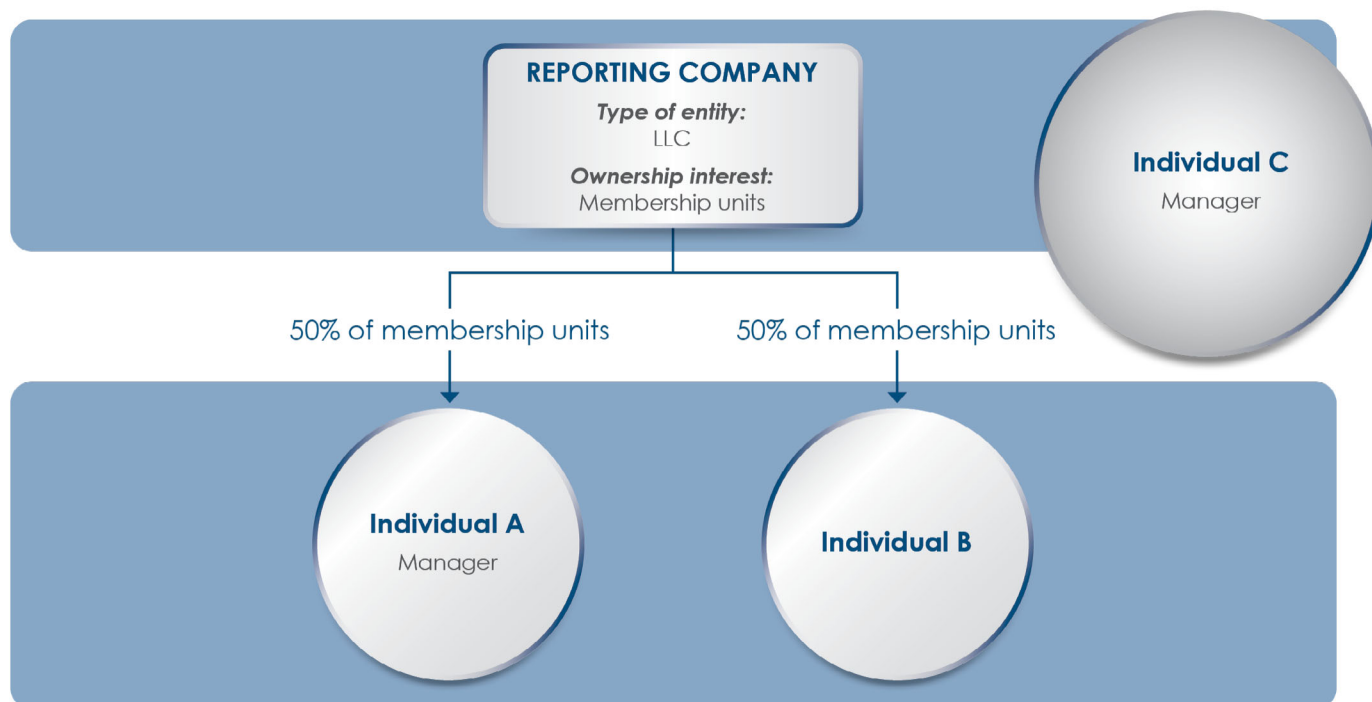 REPORTING COMPANY
Type of entity:
LLC
Ownership interest:
Membership units
Individual C
Manager
50% of membership units
50% of membership units
Individual A
Manager
Individual B